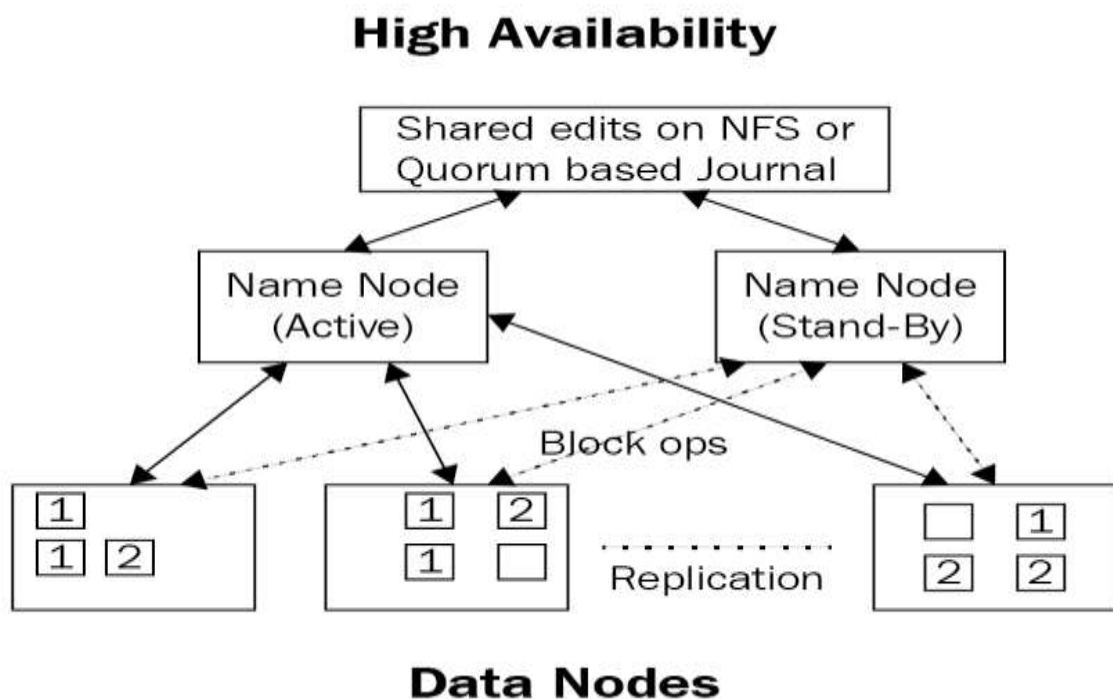 High Availability
Shared edits on NFS or
Quorum based Journal
Name Node
(Active)
Name Node
(Stand-By)
Block ops
1
1 2
1 2
1
1
2 2
Replication
Data Nodes